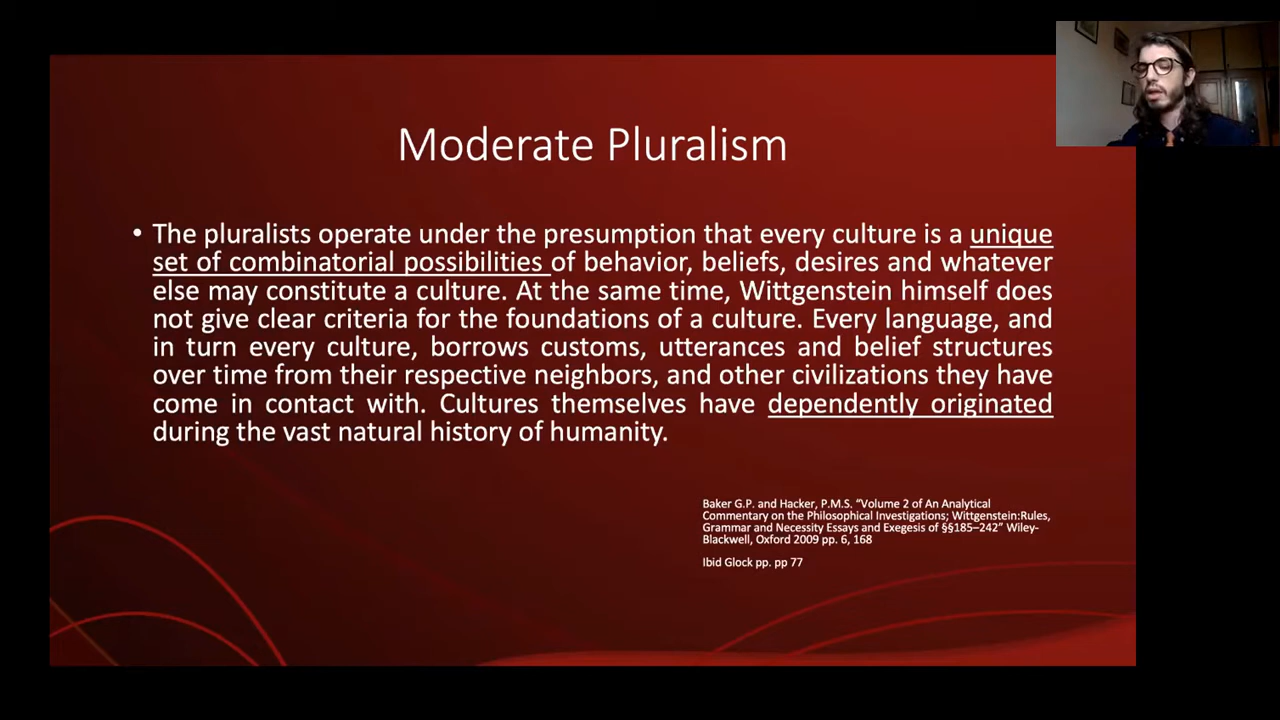 Moderate Pluralism
• The pluralists operate under the presumption that every culture is a unique
set of combinatorial possibilities of behavior, beliefs, desires and whatever
else may constitute a culture. At the same time, Wittgenstein himself does
not give clear criteria for the foundations of a culture. Every language, and
in turn every culture, borrows customs, utterances and belief structures
over time from their respective neighbors, and other civilizations they have
come in contact with. Cultures themselves have dependently originated
during the vast natural history of humanity.
Baker G.P. and Hacker, P.M.S. “Volume 2 of An Analytical
Commentary on the Philosophical Investigations; Wittgenstein:Rules,
Grammar and Necessity Essays and Exegesis of §§185–242” Wiley-
Blackwell, Oxford 2009 pp. 6, 168
Ibid Glock pp. pp 77